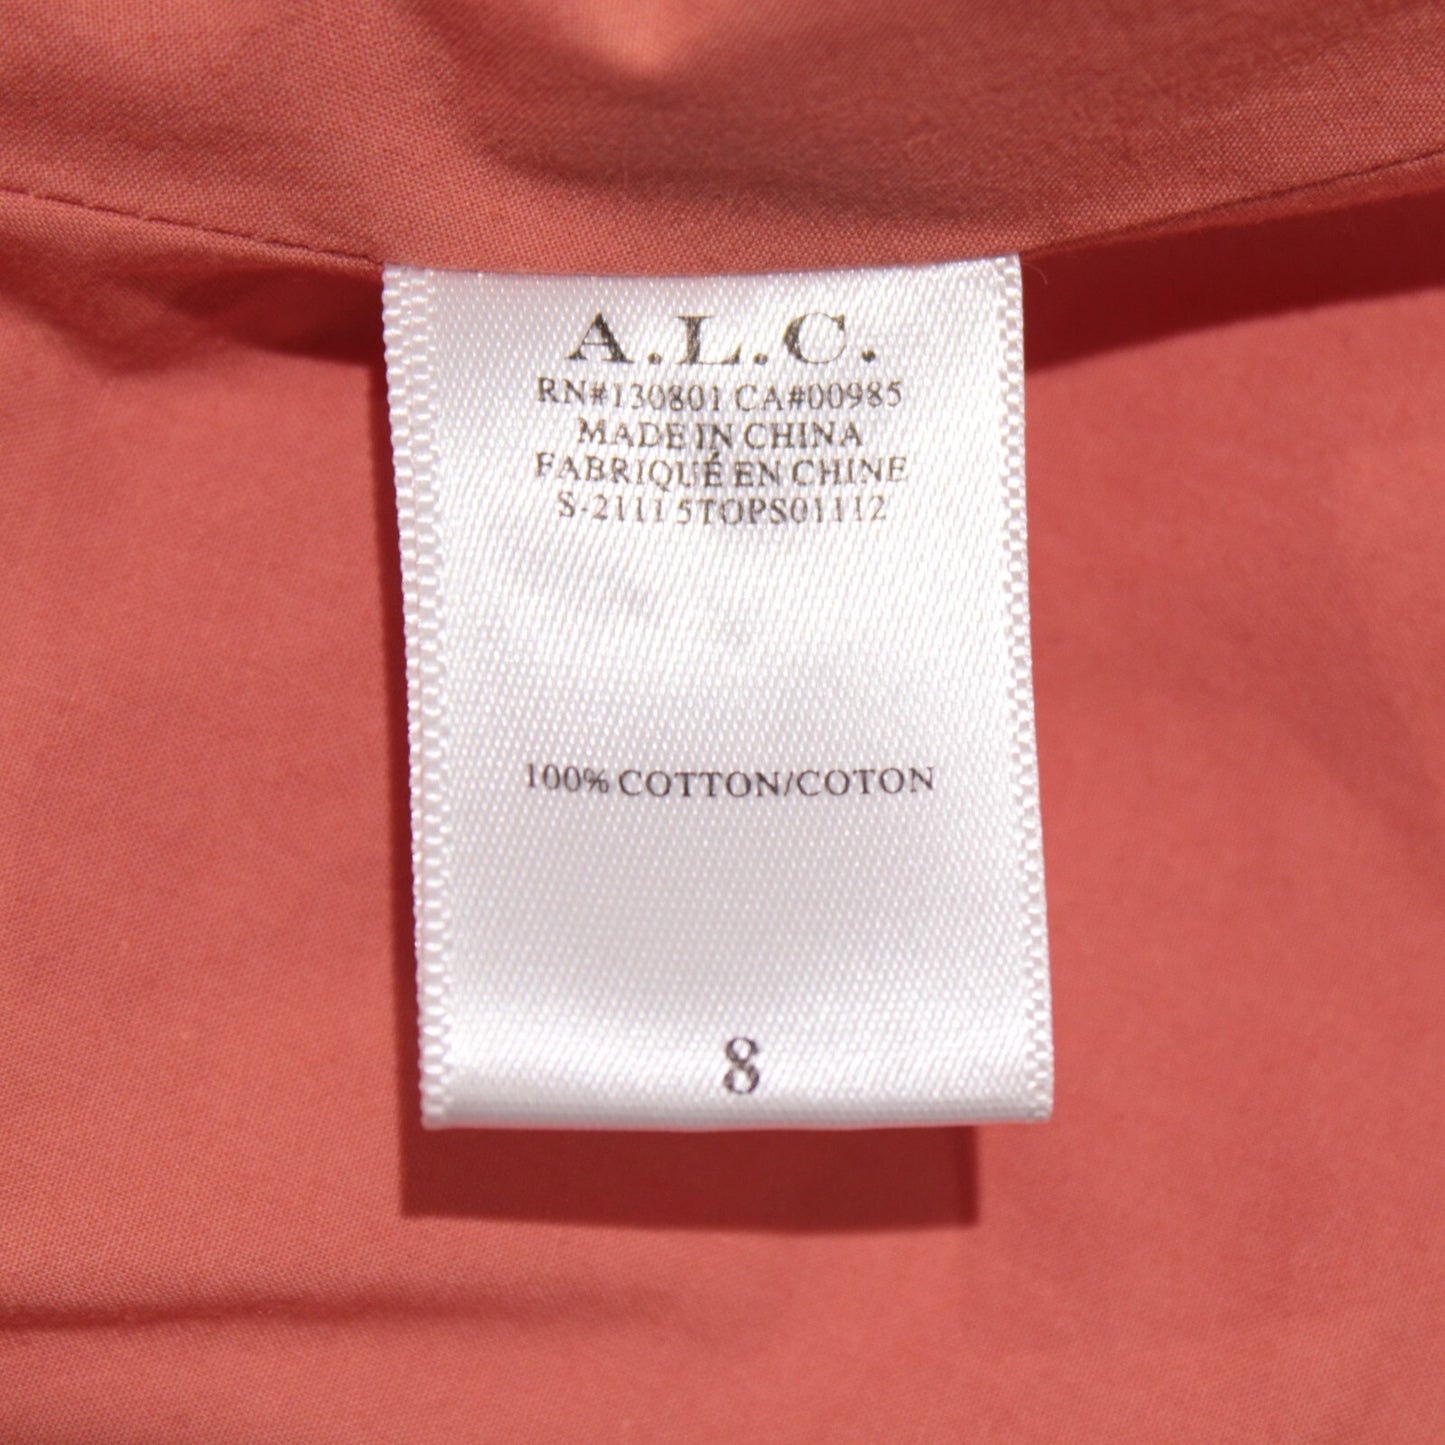 A.L.C.
RN#130801 CA#00985
MADE IN CHINA
FABRIQUÉ EN CHINE
S-21115TOPS01112
100% COTTON/COTON
8